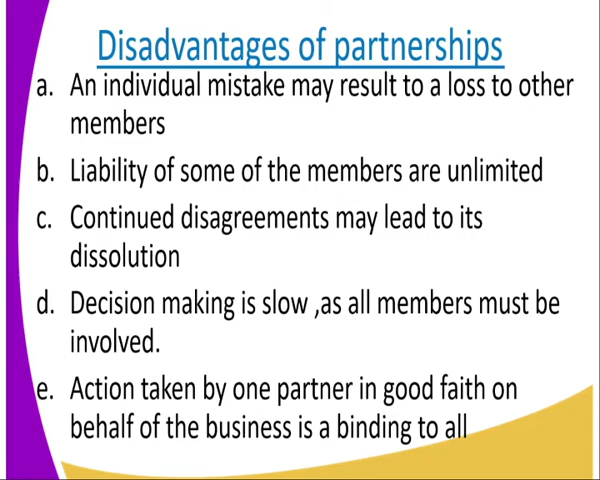 Disadvantages of partnerships
a. An individual mistake may result to a loss to other
members
b. Liability of some of the members are unlimited
c. Continued disagreements may lead to its
dissolution
d. Decision making is slow ,as all members must be
involved.
e. Action taken by one partner in good faith on
behalf of the business is a binding to all